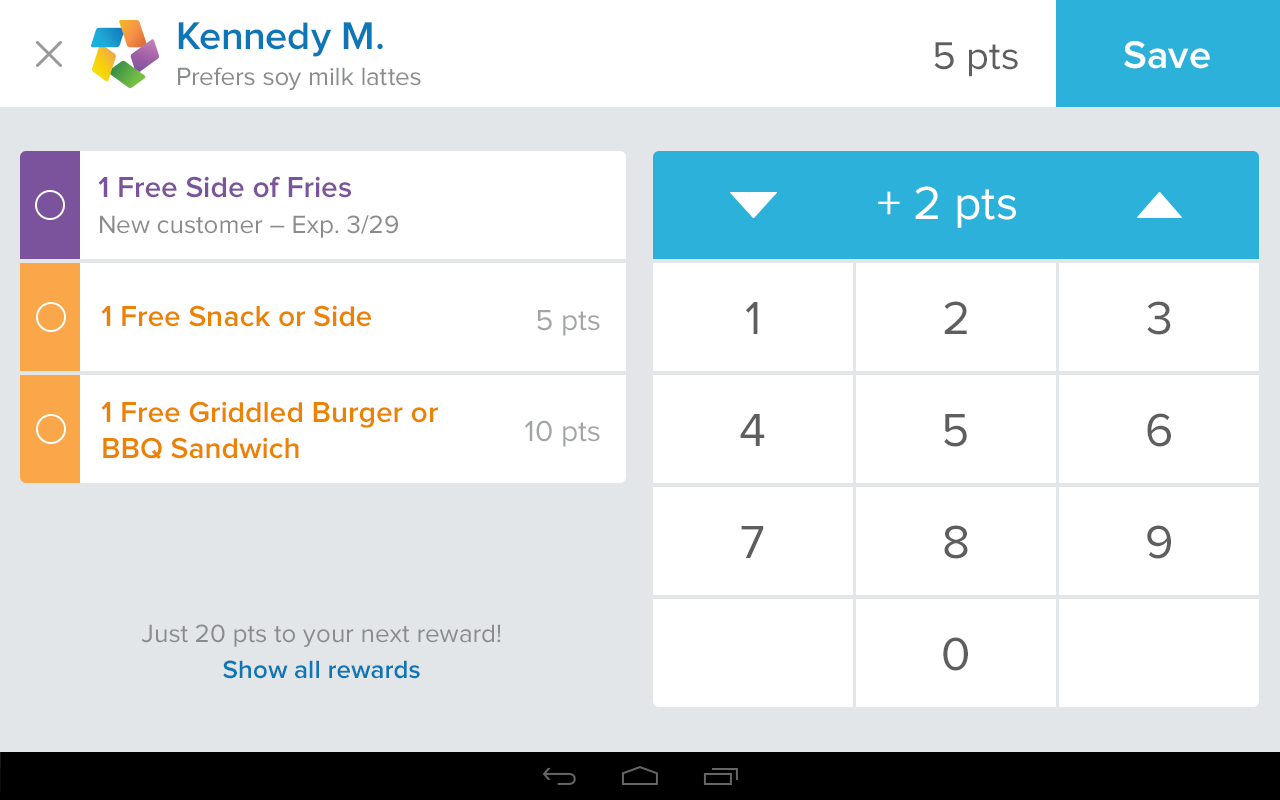 Kennedy M.
Prefers soy milk lattes
5 pts
Save
1 Free Side of Fries
New customer – Exp. 3/29
1 Free Snack or Side
5 pts
1 Free Griddled Burger or
BBQ Sandwich
10 pts
Just 20 pts to your next reward!
Show all rewards
+ 2 pts
1 2 3
4 5 6
7 8 9
0